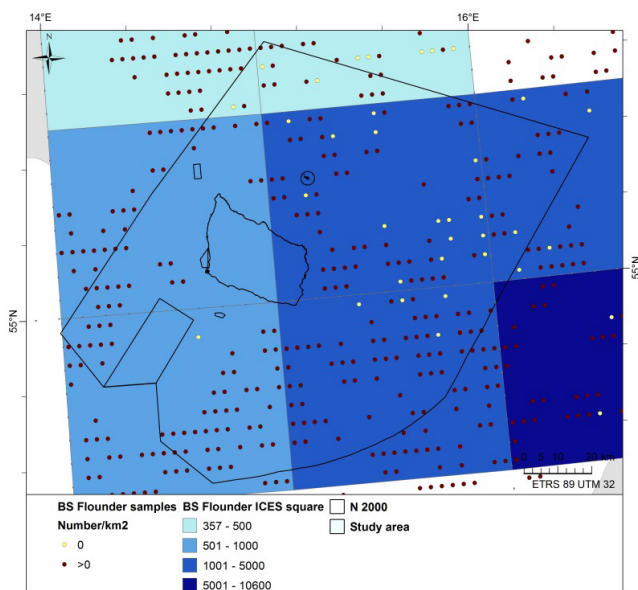 14°E
16°E
N
55°N
55°N
0 5 10 20 km
ETRS 89 UTM 32
BS Flounder samples
Number/km2
0
>0
BS Flounder ICES square
357 - 500
501 - 1000
1001 - 5000
5001 - 10600
N 2000
Study area